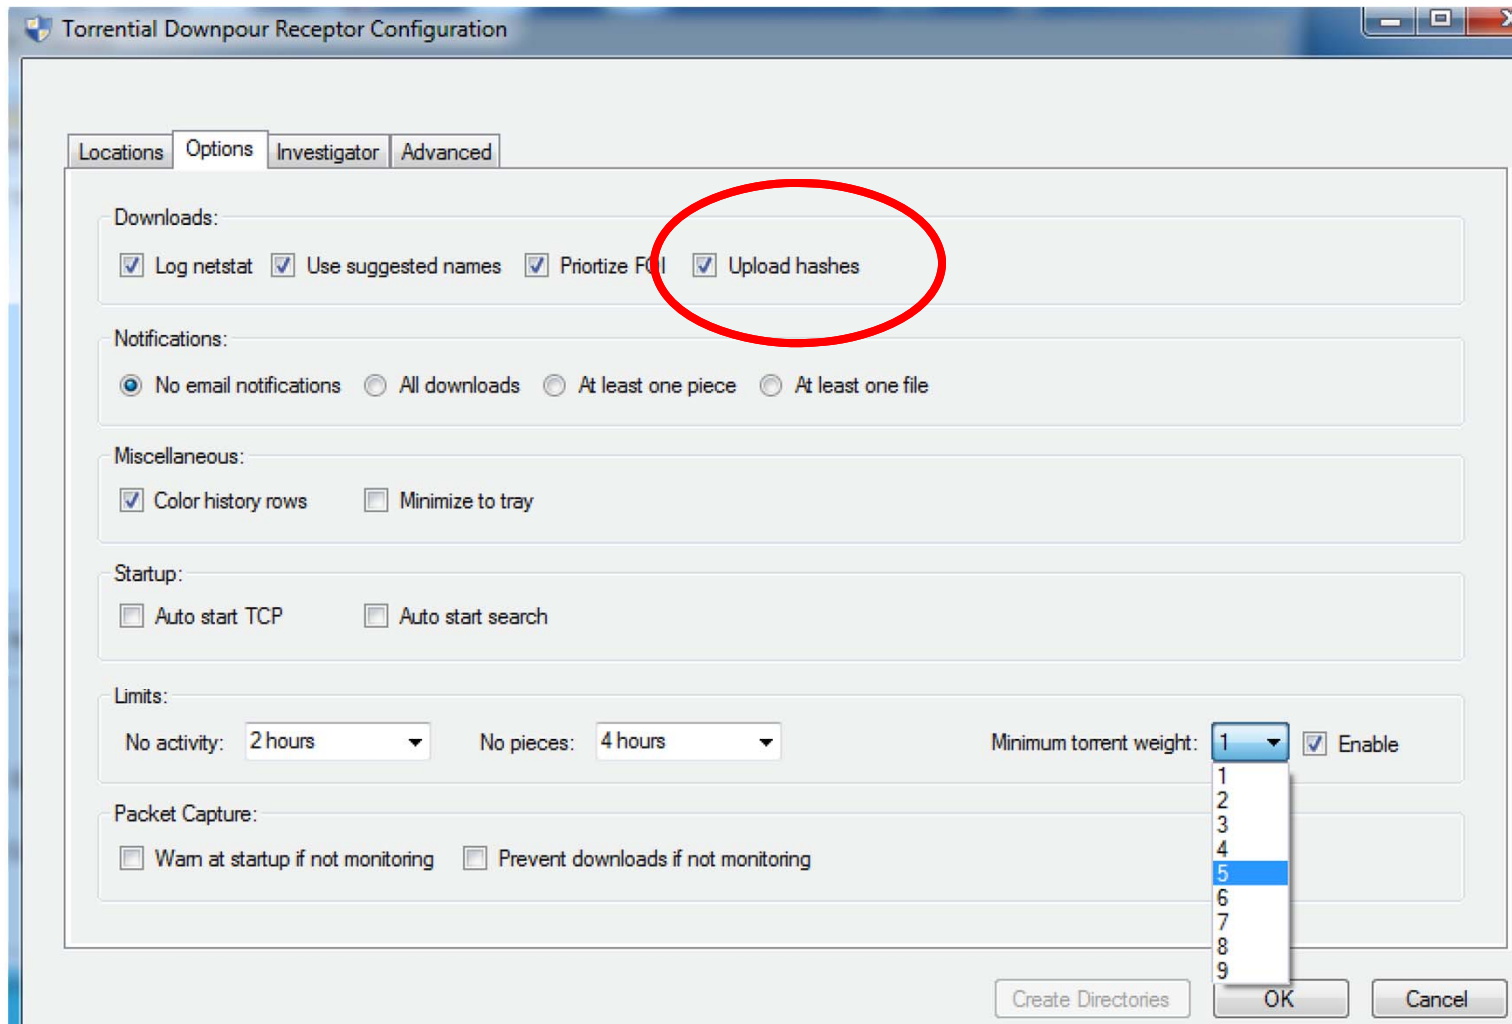 Torrential Downpour Receptor Configuration
Locations Options Investigator Advanced
Downloads:
Log netstat Use suggested names Priortize FOI Upload hashes
Notifications:
No email notifications All downloads At least one piece At least one file
Miscellaneous:
Color history rows Minimize to tray
Startup:
Auto start TCP Auto start search
Limits:
No activity: 2 hours No pieces: 4 hours Minimum torrent weight: 1 Enable
1
2
3
4
5
6
7
8
9
Packet Capture:
Warn at startup if not monitoring Prevent downloads if not monitoring
Create Directories OK Cancel